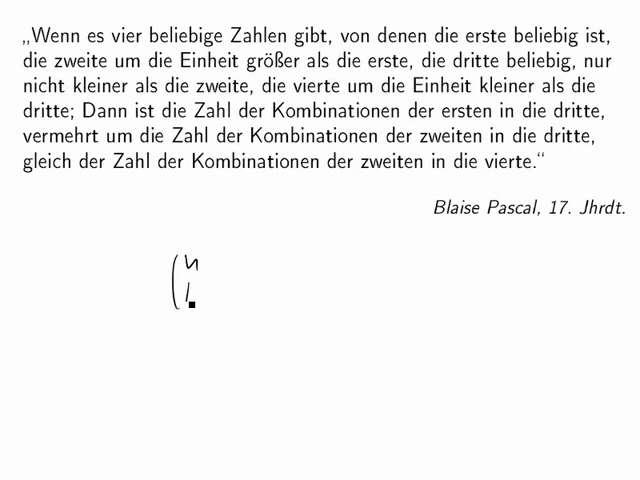 „Wenn es vier beliebige Zahlen gibt, von denen die erste beliebig ist,
die zweite um die Einheit größer als die erste, die dritte beliebig, nur
nicht kleiner als die zweite, die vierte um die Einheit kleiner als die
dritte; Dann ist die Zahl der Kombinationen der ersten in die dritte,
vermehrt um die Zahl der Kombinationen der zweiten in die dritte,
gleich der Zahl der Kombinationen der zweiten in die vierte.“
Blaise Pascal, 17. Jhrdt.
(n